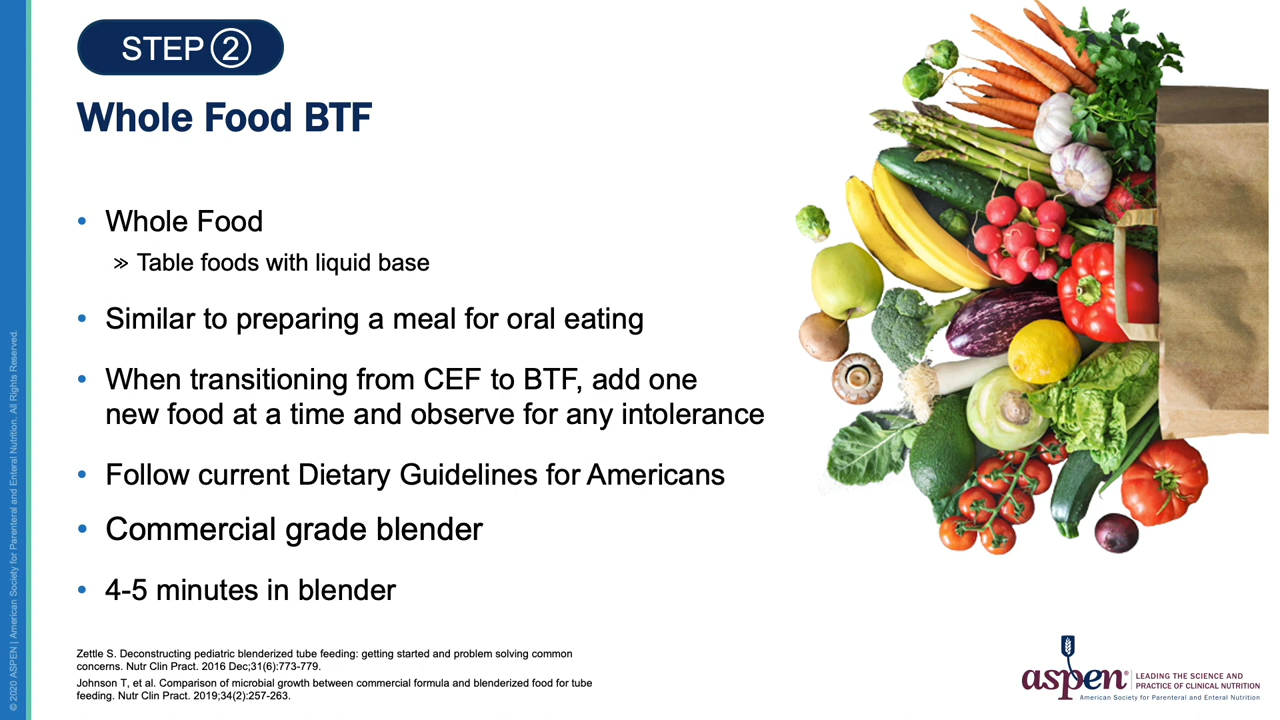 STEP 2
Whole Food BTF
• Whole Food
» Table foods with liquid base
• Similar to preparing a meal for oral eating
• When transitioning from CEF to BTF, add one
new food at a time and observe for any intolerance
• Follow current Dietary Guidelines for Americans
• Commercial grade blender
• 4-5 minutes in blender
Zettle S. Deconstructing pediatric blenderized tube feeding: getting started and problem solving common
concerns. Nutr Clin Pract. 2016 Dec;31(6):773-779.
Johnson T, et al. Comparison of microbial growth between commercial formula and blenderized food for tube
feeding. Nutr Clin Pract. 2019;34(2):257-263.
© 2020 ASPEN | American Society for Parenteral and Enteral Nutrition. All Rights Reserved.
aspen®
LEADING THE SCIENCE AND
PRACTICE OF CLINICAL NUTRITION
American Society for Parenteral and Enteral Nutrition